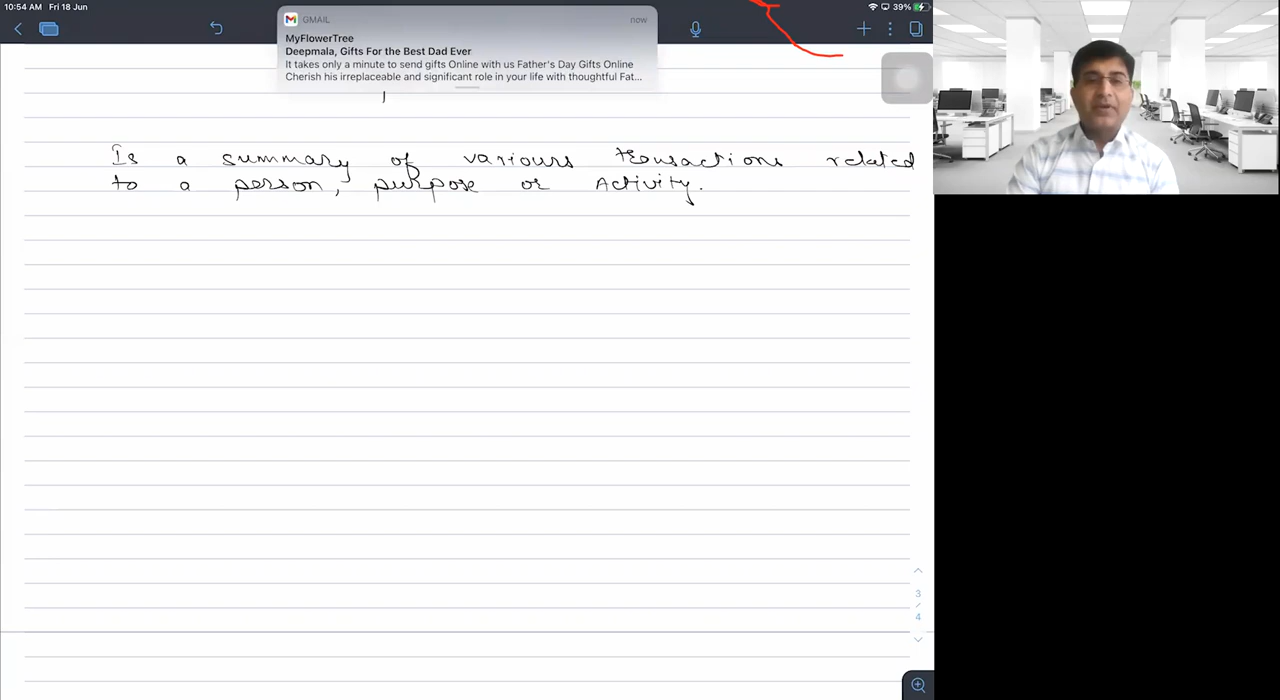 10:54 AM Fri 18 Jun
39%
GMAIL
now
MyFlowerTree
Deepmala, Gifts For the Best Dad Ever
It takes only a minute to send gifts Online with us Father's Day Gifts Online
Cherish his irreplaceable and significant role in your life with thoughtful Fat...
Is a summary of various transactions related
to a person, purpose or Activity.
3
4